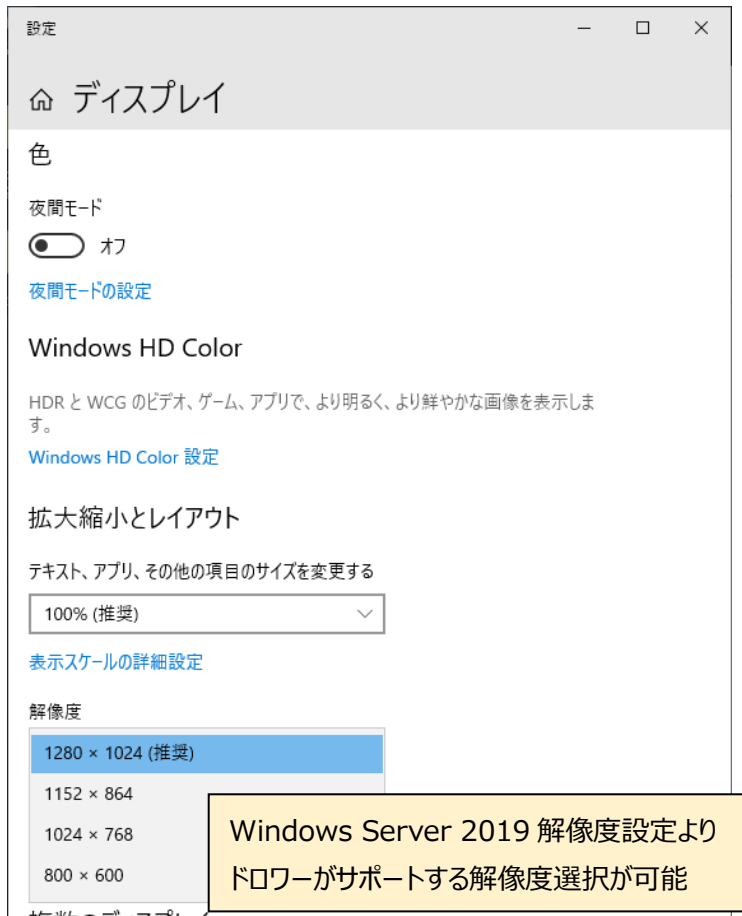 設定
ディスプレイ
色
夜間モード
オフ
夜間モードの設定
Windows HD Color
HDR と WCG のビデオ、ゲーム、アプリで、より明るく、より鮮やかな画像を表示しま
す。
Windows HD Color 設定
拡大縮小とレイアウト
テキスト、アプリ、その他の項目のサイズを変更する
100% (推奨)
表示スケールの詳細設定
解像度
1280 × 1024 (推奨)
1152 × 864
1024 × 768
800 × 600
Windows Server 2019 解像度設定より
ドロワーがサポートする解像度選択が可能